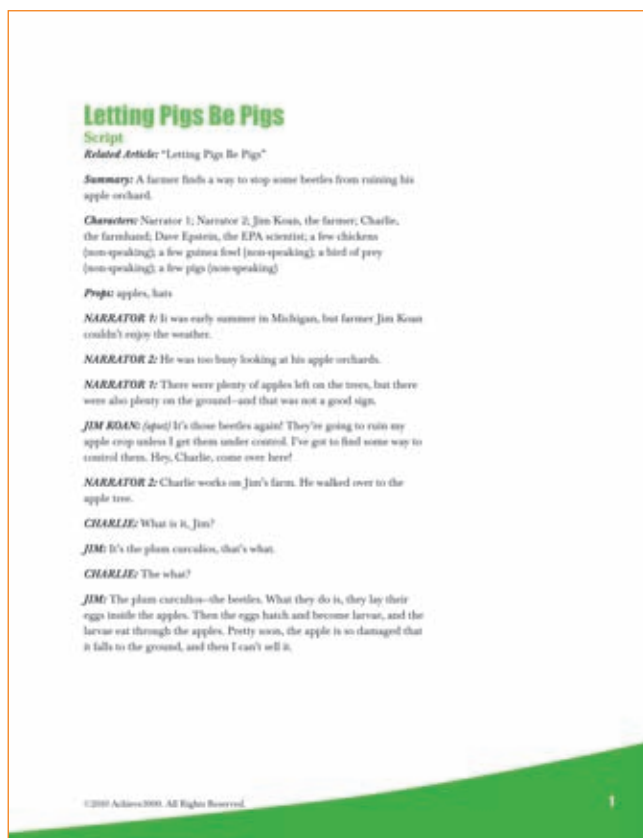 Letting Pigs Be Pigs
Script
Related Article: "Letting Pigs Be Pigs"
Summary: A farmer finds a way to stop some beetles from ruining his
apple orchard.
Characters: Narrator 1; Narrator 2; Jim Koan, the farmer; Charlie,
the farmhand; Dave Epstein, the EPA scientist; a few chickens
(non-speaking); a few guinea fowl (non-speaking); a bird of prey
(non-speaking); a few pigs (non-speaking)
Props: apples, hats
NARRATOR 1: It was early summer in Michigan, but farmer Jim Koan
couldn't enjoy the weather.
NARRATOR 2: He was too busy looking at his apple orchards.
NARRATOR 1: There were plenty of apples left on the trees, but there
were also plenty on the ground—and that was not a good sign.
JIM KOAN: (upset) It's those beetles again! They're going to ruin my
apple crop unless I get them under control. I've got to find some way to
control them. Hey, Charlie, come over here!
NARRATOR 2: Charlie works on Jim's farm. He walked over to the
apple tree.
CHARLIE: What is it, Jim?
JIM: It's the plum curculios, that's what.
CHARLIE: The what?
JIM: The plum curculios—the beetles. What they do is, they lay their
eggs inside the apples. Then the eggs hatch and become larvae, and the
larvae eat through the apples. Pretty soon, the apple is so damaged that
it falls to the ground, and then I can't sell it.
©2010 Achieve3000. All Rights Reserved.
1